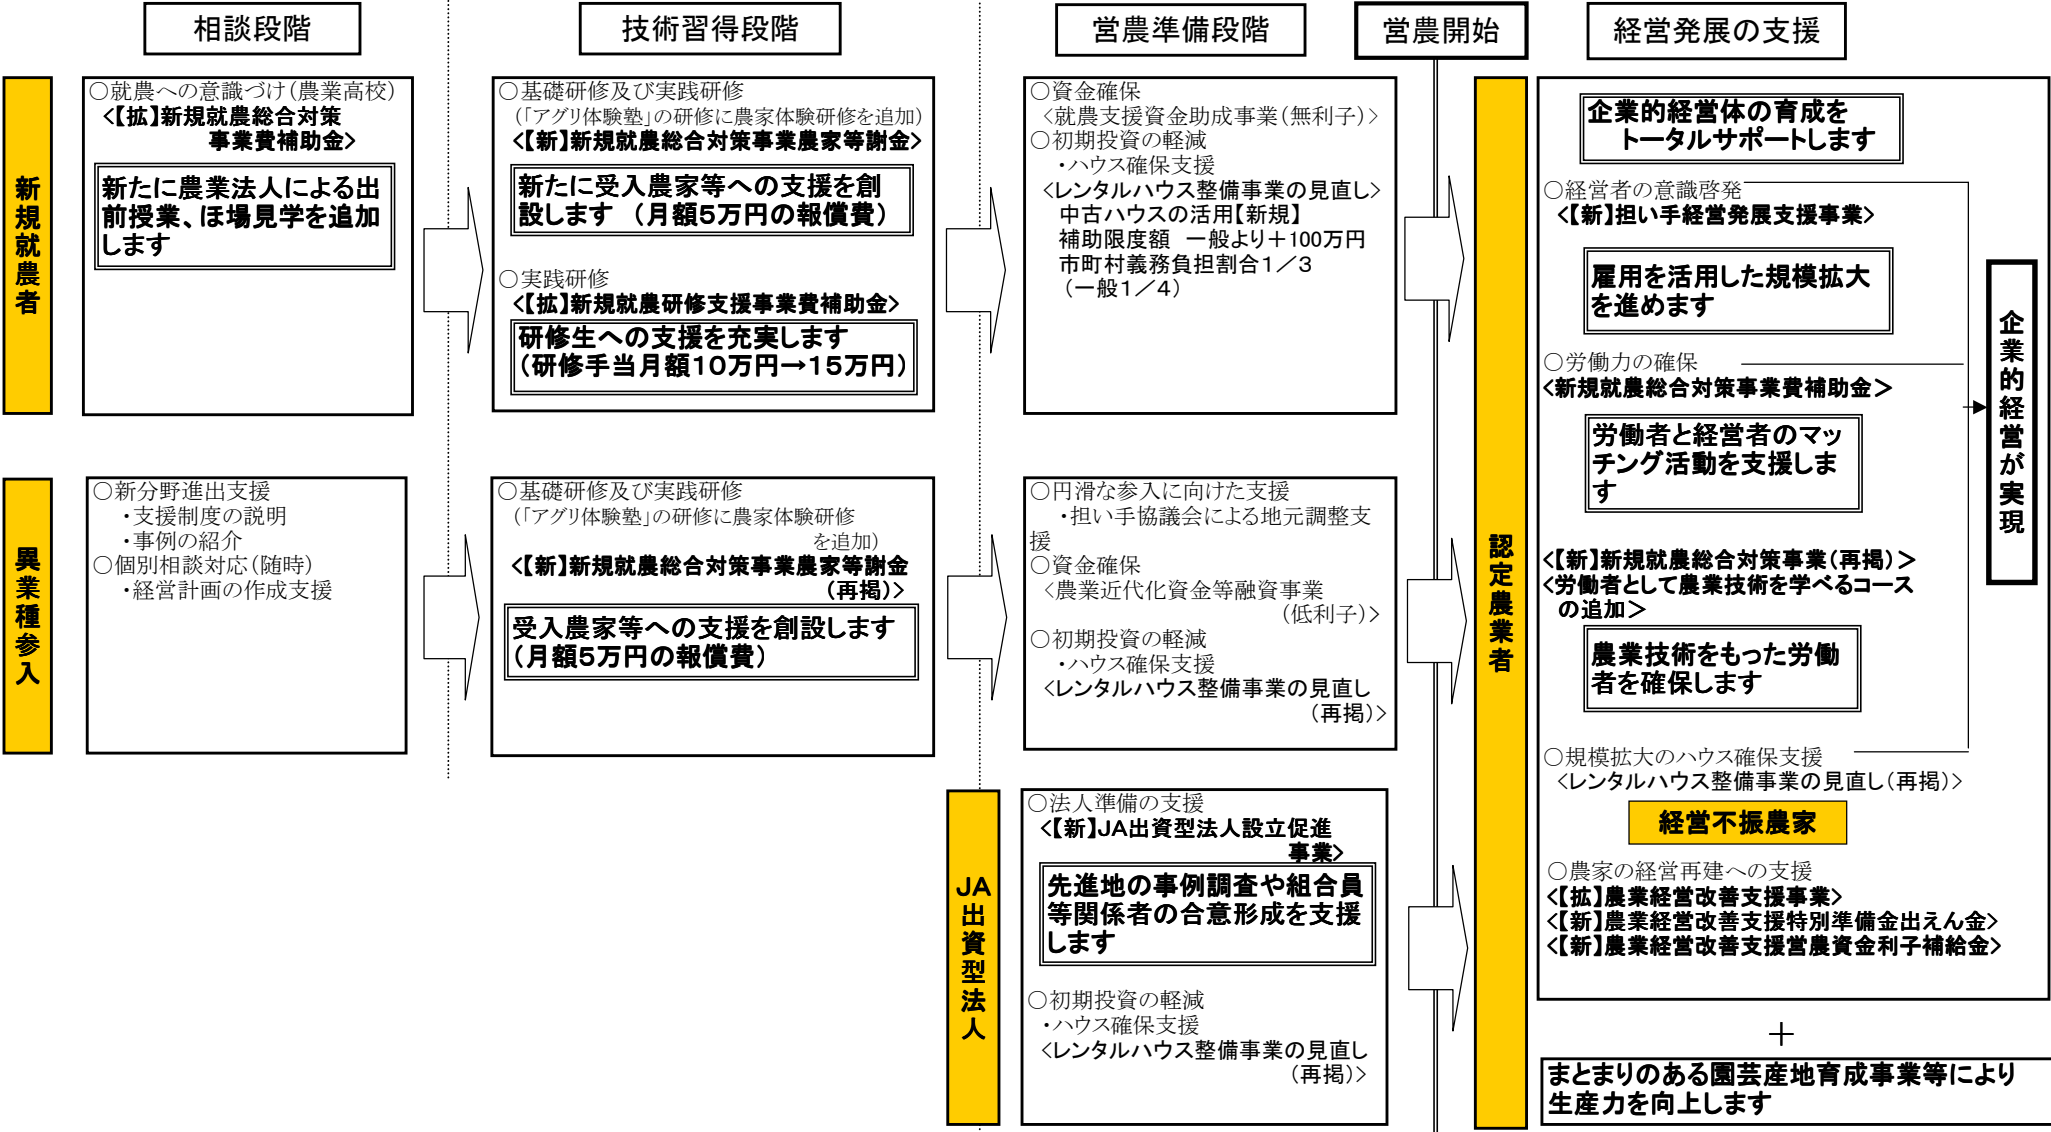 相談段階
技術習得段階
営農準備段階
営農開始
経営発展の支援
新規就農者
○就農への意識づけ(農業高校)
<【拡】新規就農総合対策
事業費補助金>
新たに農業法人による出
前授業、ほ場見学を追加
します
○基礎研修及び実践研修
(「アグリ体験塾」の研修に農家体験研修を追加)
<【新】新規就農総合対策事業農家等謝金>
新たに受入農家等への支援を創
設します （月額5万円の報償費）
○実践研修
<【拡】新規就農研修支援事業費補助金>
研修生への支援を充実します
（研修手当月額10万円→15万円）
○資金確保
<就農支援資金助成事業(無利子)>
○初期投資の軽減
・ハウス確保支援
<レンタルハウス整備事業の見直し>
中古ハウスの活用【新規】
補助限度額 一般より＋100万円
市町村義務負担割合1／3
（一般1／4）
異業種参入
○新分野進出支援
・支援制度の説明
・事例の紹介
○個別相談対応(随時)
・経営計画の作成支援
○基礎研修及び実践研修
(「アグリ体験塾」の研修に農家体験研修
を追加)
<【新】新規就農総合対策事業農家等謝金
(再掲)>
受入農家等への支援を創設します
（月額5万円の報償費）
○円滑な参入に向けた支援
・担い手協議会による地元調整支
援
○資金確保
<農業近代化資金等融資事業
(低利子)>
○初期投資の軽減
・ハウス確保支援
<レンタルハウス整備事業の見直し
(再掲)>
JA出資型法人
○法人準備の支援
<【新】JA出資型法人設立促進
事業>
先進地の事例調査や組合員
等関係者の合意形成を支援
します
○初期投資の軽減
・ハウス確保支援
<レンタルハウス整備事業の見直し
(再掲)>
認定農業者
企業的経営体の育成を
トータルサポートします
○経営者の意識啓発
<【新】担い手経営発展支援事業>
雇用を活用した規模拡大
を進めます
○労働力の確保
<新規就農総合対策事業費補助金＞
労働者と経営者のマッ
チング活動を支援しま
す
<【新】新規就農総合対策事業(再掲)＞
<労働者として農業技術を学べるコース
の追加＞
農業技術をもった労働
者を確保します
○規模拡大のハウス確保支援
<レンタルハウス整備事業の見直し(再掲)>
経営不振農家
○農家の経営再建への支援
<【拡】農業経営改善支援事業>
<【新】農業経営改善支援特別準備金出えん金>
<【新】農業経営改善支援営農資金利子補給金>
企業的経営が実現
＋
まとまりのある園芸産地育成事業等により
生産力を向上します